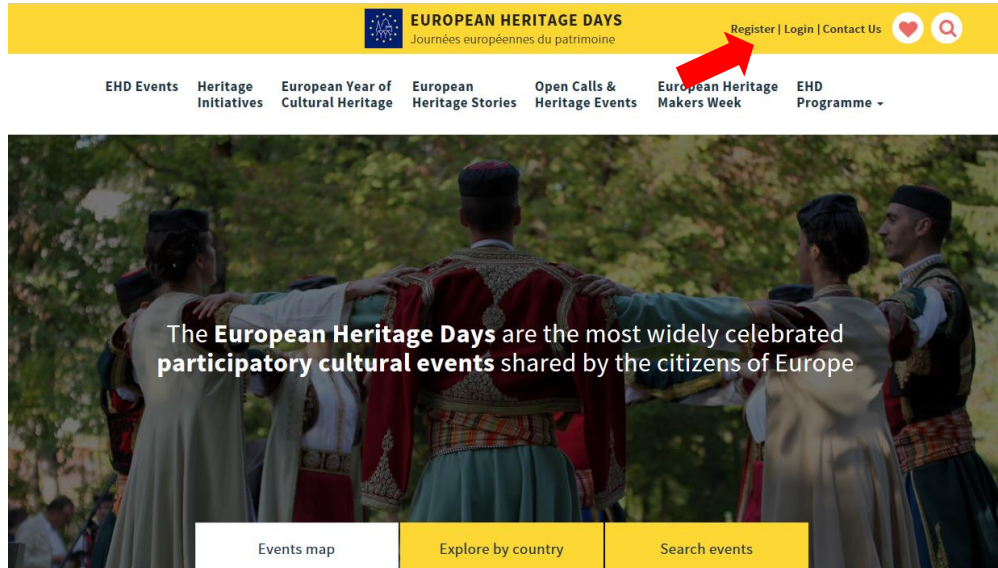 EUROPEAN HERITAGE DAYS
Journées européennes du patrimoine
Register | Login | Contact Us
EHD Events
Heritage
Initiatives
European Year of
Cultural Heritage
European
Heritage Stories
Open Calls &
Heritage Events
European Heritage
Makers Week
EHD
Programme
The European Heritage Days are the most widely celebrated
participatory cultural events shared by the citizens of Europe
Events map
Explore by country
Search events